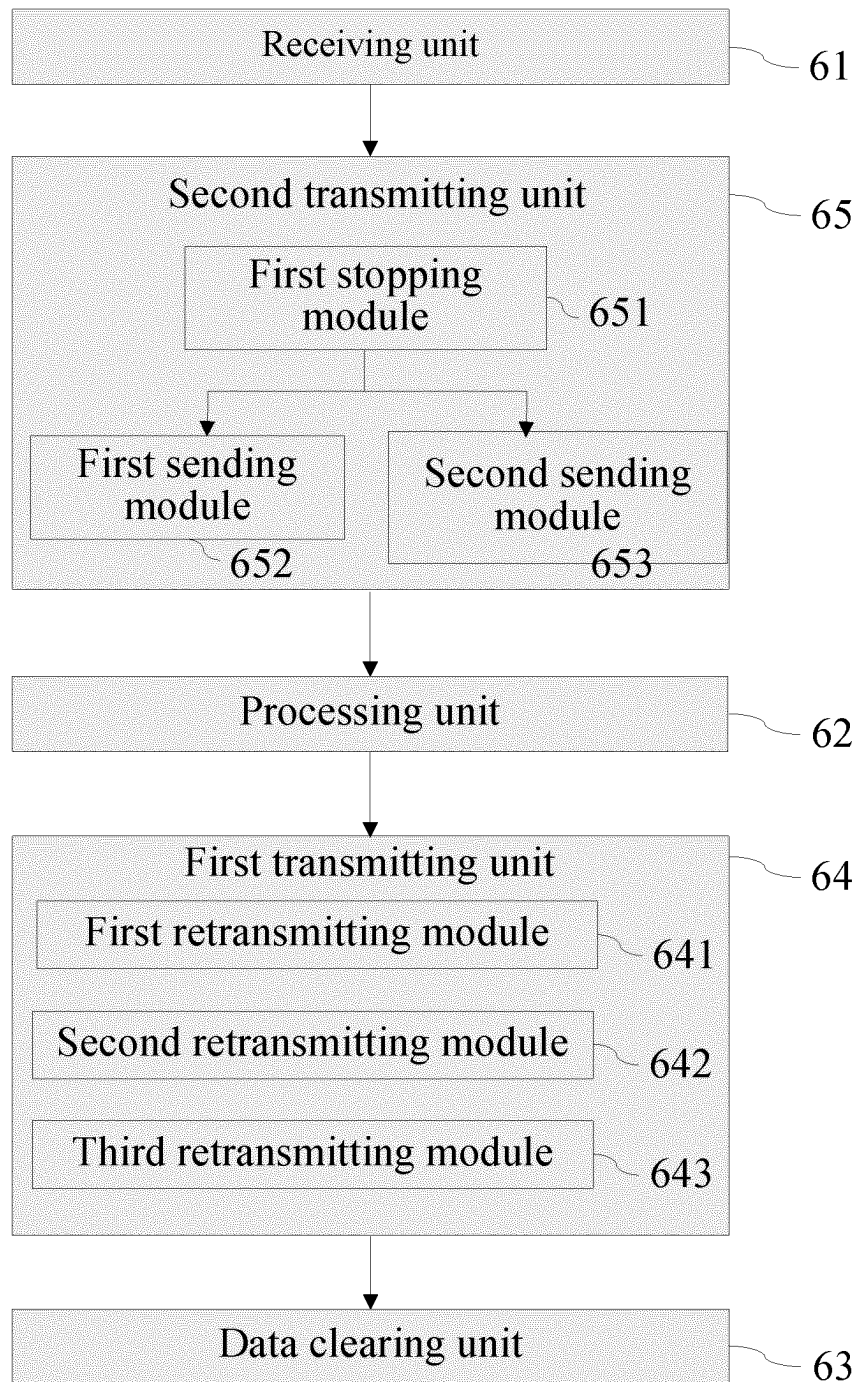 Receiving unit
61
Second transmitting unit
65
First stopping
module
651
First sending
module
652
Second sending
module
653
Processing unit
62
First transmitting unit
64
First retransmitting module
641
Second retransmitting module
642
Third retransmitting module
643
Data clearing unit
63